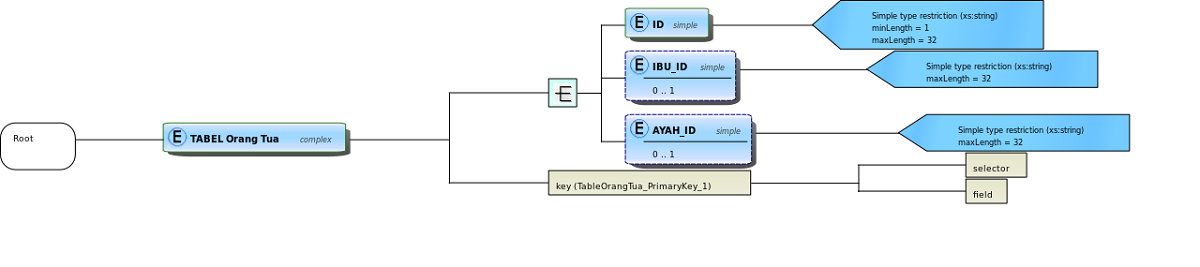 Root
E TABEL Orang Tua complex
E ID simple
Simple type restriction (xs:string)
minLength = 1
maxLength = 32
E IBU_ID simple
0 .. 1
Simple type restriction (xs:string)
maxLength = 32
E AYAH_ID simple
0 .. 1
Simple type restriction (xs:string)
maxLength = 32
key (TableOrangTua_PrimaryKey_1)
selector
field